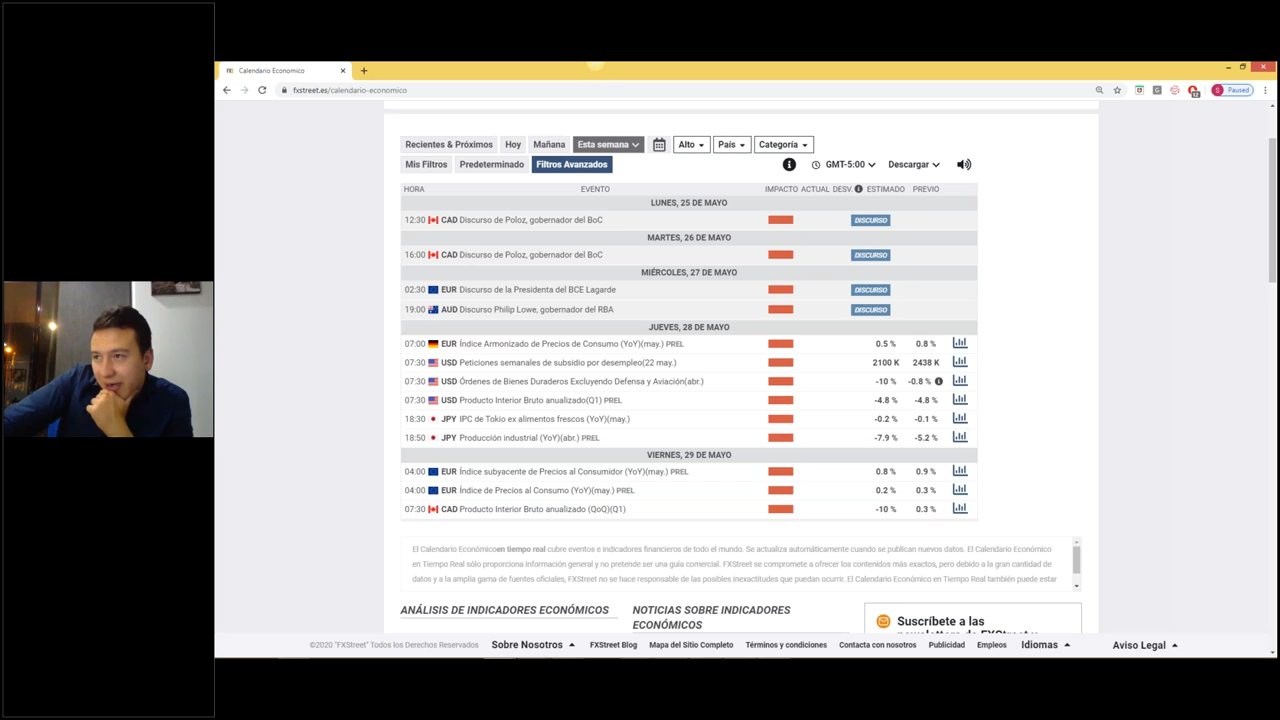 Calendario Economico
fxstreet.es/calendario-economico
12
S Paused
Recientes & Próximos Hoy Mañana Esta semana Alto País Categoría
Mis Filtros Predeterminado Filtros Avanzados GMT-5:00 Descargar
HORA EVENTO IMPACTO ACTUAL DESV. ESTIMADO PREVIO
LUNES, 25 DE MAYO
12:30 CAD Discurso de Poloz, gobernador del BoC DISCURSO
MARTES, 26 DE MAYO
16:00 CAD Discurso de Poloz, gobernador del BoC DISCURSO
MIÉRCOLES, 27 DE MAYO
02:30 EUR Discurso de la Presidenta del BCE Lagarde DISCURSO
19:00 AUD Discurso Philip Lowe, gobernador del RBA DISCURSO
JUEVES, 28 DE MAYO
07:00 EUR Índice Armonizado de Precios de Consumo (YoY)(may.) PREL 0.5 % 0.8 %
07:30 USD Peticiones semanales de subsidio por desempleo(22 may.) 2100 K 2438 K
07:30 USD Órdenes de Bienes Duraderos Excluyendo Defensa y Aviación(abr.) -10 % -0.8 %
07:30 USD Producto Interior Bruto anualizado(Q1) PREL -4.8 % -4.8 %
18:30 JPY IPC de Tokio ex alimentos frescos (YoY)(may.) -0.2 % -0.1 %
18:50 JPY Producción industrial (YoY)(abr.) PREL -7.9 % -5.2 %
VIERNES, 29 DE MAYO
04:00 EUR Índice subyacente de Precios al Consumidor (YoY)(may.) PREL 0.8 % 0.9 %
04:00 EUR Índice de Precios al Consumo (YoY)(may.) PREL 0.2 % 0.3 %
07:30 CAD Producto Interior Bruto anualizado (QoQ)(Q1) -10 % 0.3 %
El Calendario Económicoen tiempo real cubre eventos e indicadores financieros de todo el mundo. Se actualiza automáticamente cuando se publican nuevos datos. El Calendario Económico
en Tiempo Real sólo proporciona información general y no pretende ser una guía comercial. FXStreet se compromete a ofrecer los contenidos más exactos, pero debido a la gran cantidad de
datos y a la amplia gama de fuentes oficiales, FXStreet no se hace responsable de las posibles inexactitudes que puedan ocurrir. El Calendario Económico en Tiempo Real también puede estar
ANÁLISIS DE INDICADORES ECONÓMICOS
NOTICIAS SOBRE INDICADORES
ECONÓMICOS
Suscríbete a las
newsletters de FXStreet y
©2020 "FXStreet" Todos los Derechos Reservados Sobre Nosotros FXStreet Blog Mapa del Sitio Completo Términos y condiciones Contacta con nosotros Publicidad Empleos Idiomas Aviso Legal